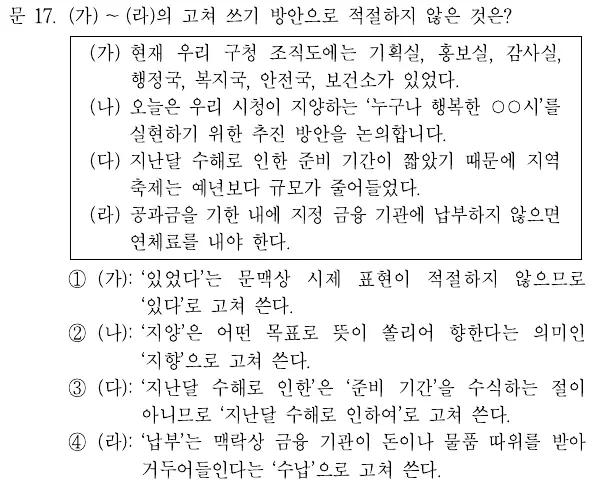 문 17. (가) ~ (라)의 고쳐 쓰기 방안으로 적절하지 않은 것은?
(가) 현재 우리 구청 조직도에는 기획실, 홍보실, 감사실,
행정국, 복지국, 안전국, 보건소가 있었다.
(나) 오늘은 우리 시청이 지양하는 ‘누구나 행복한 ○○시’를
실현하기 위한 추진 방안을 논의합니다.
(다) 지난달 수해로 인한 준비 기간이 짧았기 때문에 지역
축제는 예년보다 규모가 줄어들었다.
(라) 공과금을 기한 내에 지정 금융 기관에 납부하지 않으면
연체료를 내야 한다.
① (가): ‘있었다’는 문맥상 시제 표현이 적절하지 않으므로
‘있다’로 고쳐 쓴다.
② (나): ‘지양’은 어떤 목표로 뜻이 쏠리어 향한다는 의미인
‘지향’으로 고쳐 쓴다.
③ (다): ‘지난달 수해로 인한’은 ‘준비 기간’을 수식하는 절이
아니므로 ‘지난달 수해로 인하여’로 고쳐 쓴다.
④ (라): ‘납부’는 맥락상 금융 기관이 돈이나 물품 따위를 받아
거두어들인다는 ‘수납’으로 고쳐 쓴다.